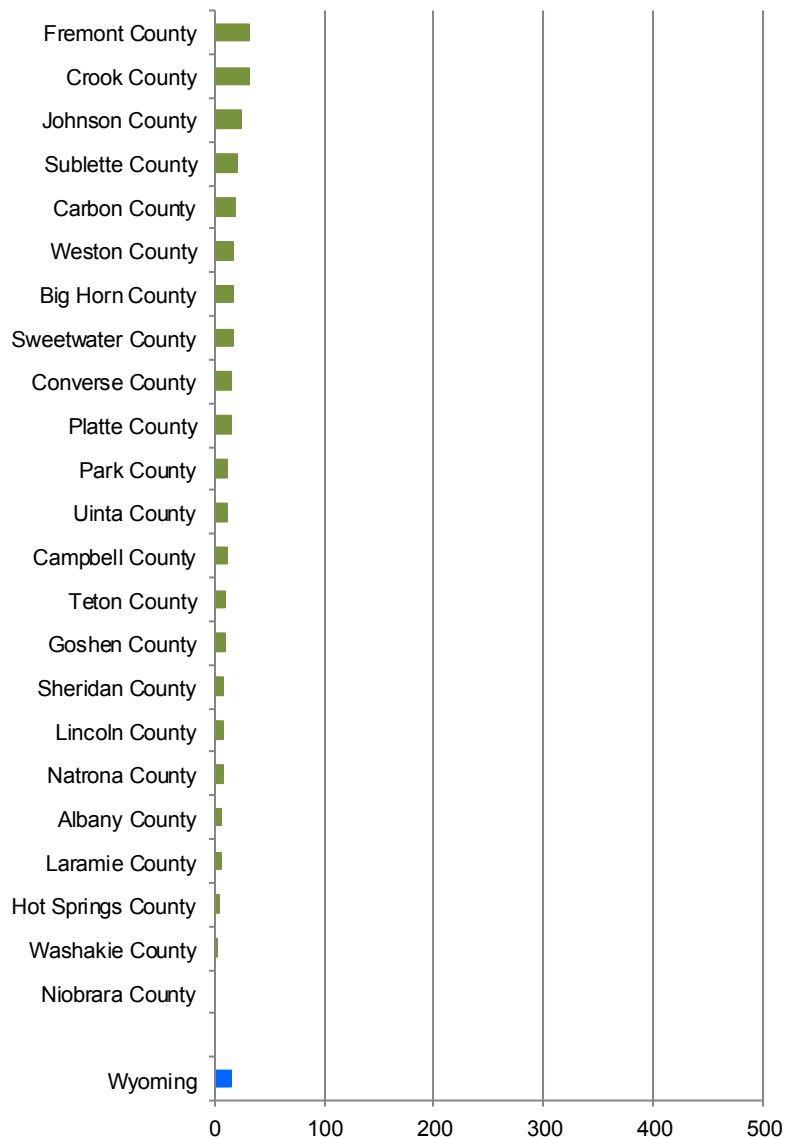 Fremont County
Crook County
Johnson County
Sublette County
Carbon County
Weston County
Big Horn County
Sweetwater County
Converse County
Platte County
Park County
Uinta County
Campbell County
Teton County
Goshen County
Sheridan County
Lincoln County
Natrona County
Albany County
Laramie County
Hot Springs County
Washakie County
Niobrara County
Wyoming
0 100 200 300 400 500